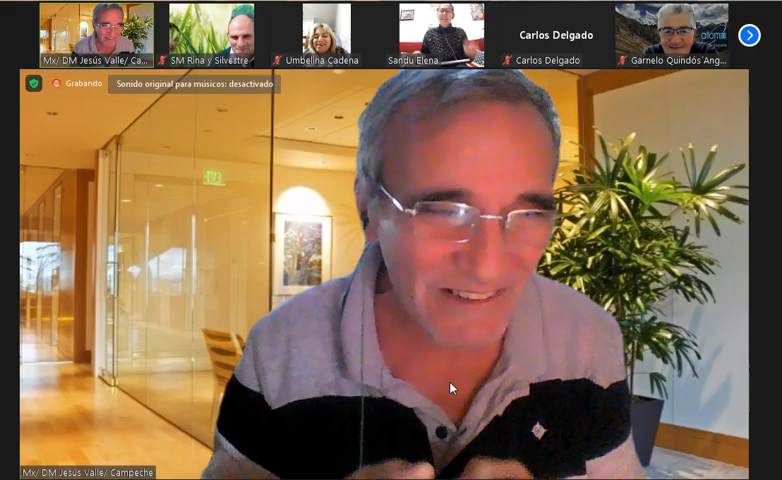 Mx/ DM Jesús Valle/ Ca...
SM Rina y Silvestre
Umbelina Cadena
Sandu Elena
Carlos Delgado
Carlos Delgado
Garnelo Quindós Ang...
atomy
Grabando
Sonido original para músicos: desactivado
EXIT
Mx/ DM Jesús Valle/ Campeche